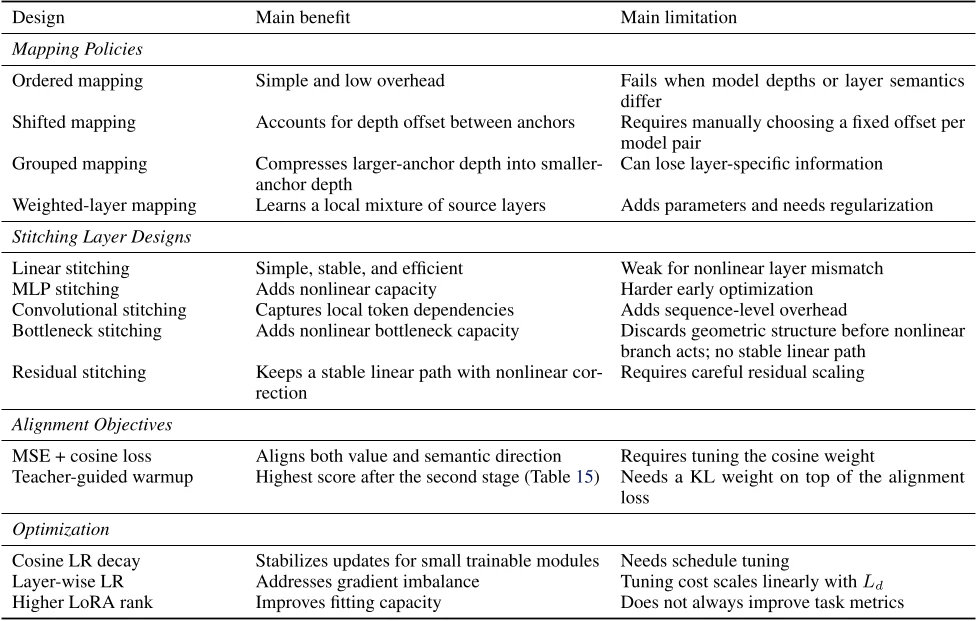 Design Main benefit Main limitation
Mapping Policies
Ordered mapping Simple and low overhead Fails when model depths or layer semantics
differ
Shifted mapping Accounts for depth offset between anchors Requires manually choosing a fixed offset per
model pair
Grouped mapping Compresses larger-anchor depth into smaller- Can lose layer-specific information
anchor depth
Weighted-layer mapping Learns a local mixture of source layers Adds parameters and needs regularization
Stitching Layer Designs
Linear stitching Simple, stable, and efficient Weak for nonlinear layer mismatch
MLP stitching Adds nonlinear capacity Harder early optimization
Convolutional stitching Captures local token dependencies Adds sequence-level overhead
Bottleneck stitching Adds nonlinear bottleneck capacity Discards geometric structure before nonlinear
branch acts; no stable linear path
Residual stitching Keeps a stable linear path with nonlinear cor- Requires careful residual scaling
rection
Alignment Objectives
MSE + cosine loss Aligns both value and semantic direction Requires tuning the cosine weight
Teacher-guided warmup Highest score after the second stage (Table 15) Needs a KL weight on top of the alignment
loss
Optimization
Cosine LR decay Stabilizes updates for small trainable modules Needs schedule tuning
Layer-wise LR Addresses gradient imbalance Tuning cost scales linearly with L_d
Higher LoRA rank Improves fitting capacity Does not always improve task metrics